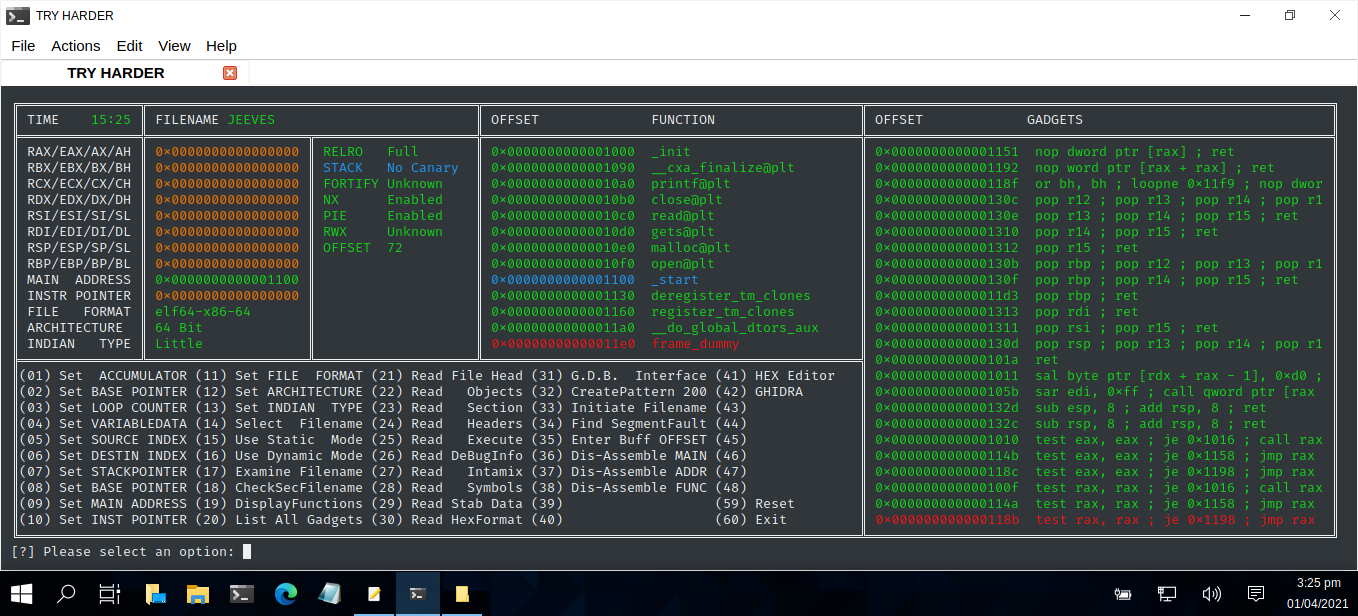 TRY HARDER
File Actions Edit View Help
TRY HARDER
TIME 15:25 FILENAME JEEVES OFFSET FUNCTION OFFSET GADGETS
RAX/EAX/AX/AH 0×0000000000000000 RELRO Full 0×0000000000001000 _init 0×0000000000001151 nop dword ptr [rax] ; ret
RBX/EBX/BX/BH 0×0000000000000000 STACK No Canary 0×0000000000001090 __cxa_finalize@plt 0×0000000000001192 nop word ptr [rax + rax] ; ret
RCX/ECX/CX/CH 0×0000000000000000 FORTIFY Unknown 0×00000000000010a0 printf@plt 0×000000000000118f or bh, bh ; loopne 0×11f9 ; nop dwor
RDX/EDX/DX/DH 0×0000000000000000 NX Enabled 0×00000000000010b0 close@plt 0×000000000000130c pop r12 ; pop r13 ; pop r14 ; pop r1
RSI/ESI/SI/SL 0×0000000000000000 PIE Enabled 0×00000000000010c0 read@plt 0×000000000000130e pop r13 ; pop r14 ; pop r15 ; ret
RDI/EDI/DI/DL 0×0000000000000000 RWX Unknown 0×00000000000010d0 gets@plt 0×0000000000001310 pop r14 ; pop r15 ; ret
RSP/ESP/SP/SL 0×0000000000000000 OFFSET 72 0×00000000000010e0 malloc@plt 0×0000000000001312 pop r15 ; ret
RBP/EBP/BP/BL 0×0000000000000000 0×00000000000010f0 open@plt 0×000000000000130b pop rbp ; pop r12 ; pop r13 ; pop r1
MAIN ADDRESS 0×0000000000001100 0×0000000000001100 _start 0×000000000000130f pop rbp ; pop r14 ; pop r15 ; ret
INSTR POINTER 0×0000000000000000 0×0000000000001130 deregister_tm_clones 0×00000000000011d3 pop rbp ; ret
FILE FORMAT elf64-x86-64 0×0000000000001160 register_tm_clones 0×0000000000001313 pop rdi ; ret
ARCHITECTURE 64 Bit 0×00000000000011a0 __do_global_dtors_aux 0×0000000000001311 pop rsi ; pop r15 ; ret
INDIAN TYPE Little 0×00000000000011e0 frame_dummy 0×000000000000130d pop rsp ; pop r13 ; pop r14 ; pop r1
0×000000000000101a ret
(01) Set ACCUMULATOR (11) Set FILE FORMAT (21) Read File Head (31) G.D.B. Interface (41) HEX Editor 0×0000000000001011 sal byte ptr [rdx + rax - 1], 0×d0 ;
(02) Set BASE POINTER (12) Set ARCHITECTURE (22) Read Objects (32) CreatePattern 200 (42) GHIDRA 0×000000000000105b sar edi, 0×ff ; call qword ptr [rax
(03) Set LOOP COUNTER (13) Set INDIAN TYPE (23) Read Section (33) Initiate Filename (43) 0×000000000000132d sub esp, 8 ; add rsp, 8 ; ret
(04) Set VARIABLEDATA (14) Select Filename (24) Read Headers (34) Find SegmentFault (44) 0×000000000000132c sub rsp, 8 ; add rsp, 8 ; ret
(05) Set SOURCE INDEX (15) Use Static Mode (25) Read Execute (35) Enter Buff OFFSET (45) 0×0000000000001010 test eax, eax ; je 0×1016 ; call rax
(06) Set DESTIN INDEX (16) Use Dynamic Mode (26) Read DeBugInfo (36) Dis-Assemble MAIN (46) 0×000000000000114b test eax, eax ; je 0×1158 ; jmp rax
(07) Set STACKPOINTER (17) Examine Filename (27) Read Intamix (37) Dis-Assemble ADDR (47) 0×000000000000118c test eax, eax ; je 0×1198 ; jmp rax
(08) Set BASE POINTER (18) CheckSecFilename (28) Read Symbols (38) Dis-Assemble FUNC (48) 0×000000000000100f test rax, rax ; je 0×1016 ; call rax
(09) Set MAIN ADDRESS (19) DisplayFunctions (29) Read Stab Data (39) (59) Reset 0×000000000000114a test rax, rax ; je 0×1158 ; jmp rax
(10) Set INST POINTER (20) List All Gadgets (30) Read HexFormat (40) (60) Exit 0×000000000000118b test rax, rax ; je 0×1198 ; jmp rax
[?] Please select an option:
3:25 pm
01/04/2021